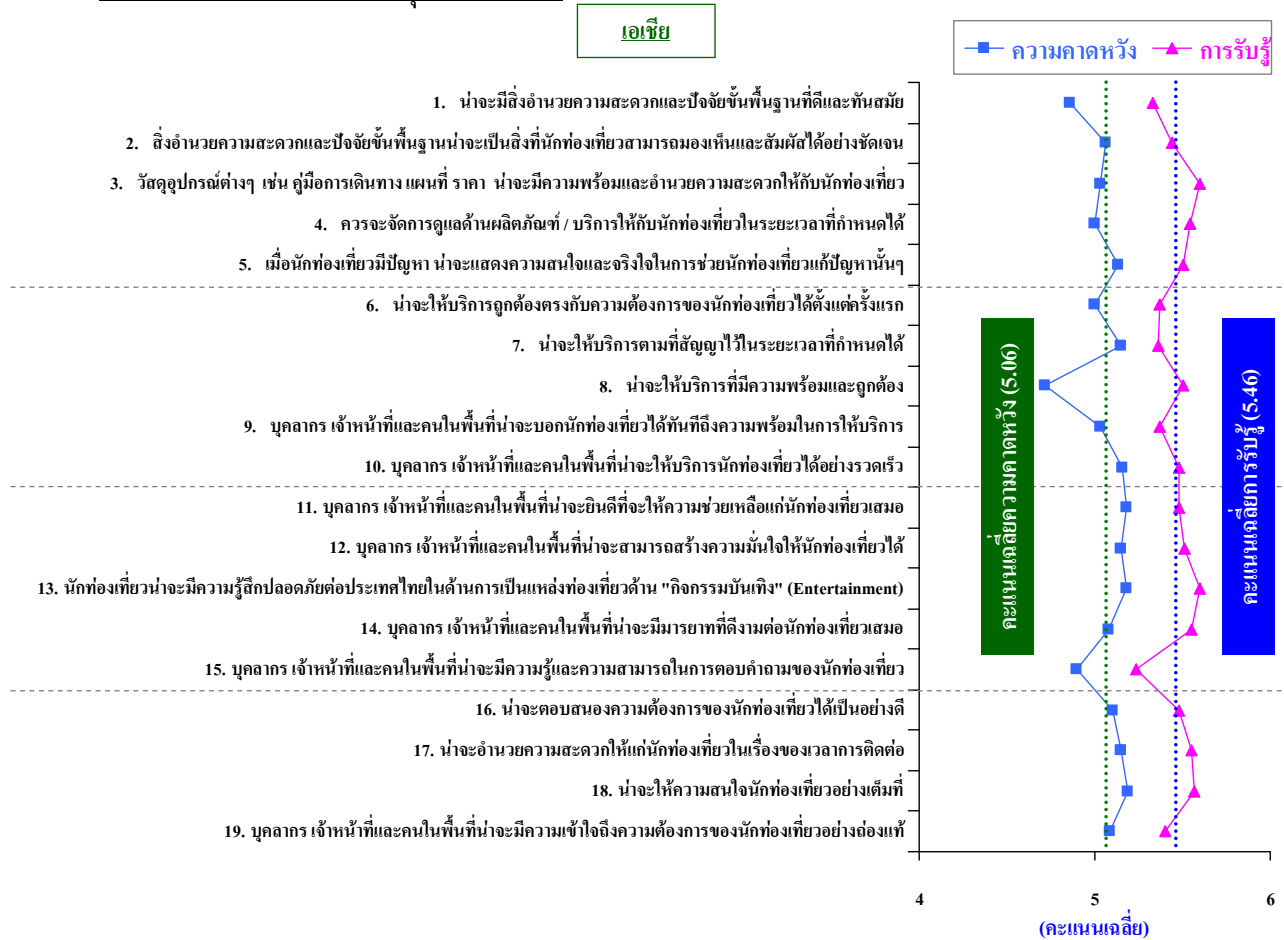 เอเชีย
ความคาดหวัง การรับรู้
1. น่าจะมีสิ่งอำนวยความสะดวกและปัจจัยขั้นพื้นฐานที่ดีและทันสมัย
2. สิ่งอำนวยความสะดวกและปัจจัยขั้นพื้นฐานน่าจะเป็นสิ่งที่นักท่องเที่ยวสามารถมองเห็นและสัมผัสได้อย่างชัดเจน
3. วัสดุอุปกรณ์ต่างๆ เช่น คู่มือการเดินทาง แผนที่ ราคา น่าจะมีความพร้อมและอำนวยความสะดวกให้กับนักท่องเที่ยว
4. ควรจะจัดการดูแลด้านผลิตภัณฑ์ / บริการให้กับนักท่องเที่ยวในระยะเวลาที่กำหนดได้
5. เมื่อนักท่องเที่ยวมีปัญหา น่าจะแสดงความสนใจและจริงใจในการช่วยนักท่องเที่ยวแก้ปัญหานั้นๆ
6. น่าจะให้บริการถูกต้องตรงกับความต้องการของนักท่องเที่ยวได้ตั้งแต่ครั้งแรก
7. น่าจะให้บริการตามที่สัญญาไว้ในระยะเวลาที่กำหนดได้
8. น่าจะให้บริการที่มีความพร้อมและถูกต้อง
9. บุคลากร เจ้าหน้าที่และคนในพื้นที่น่าจะบอกนักท่องเที่ยวได้ทันทีถึงความพร้อมในการให้บริการ
10. บุคลากร เจ้าหน้าที่และคนในพื้นที่น่าจะให้บริการนักท่องเที่ยวได้อย่างรวดเร็ว
11. บุคลากร เจ้าหน้าที่และคนในพื้นที่น่าจะยินดีที่จะให้ความช่วยเหลือแก่นักท่องเที่ยวเสมอ
12. บุคลากร เจ้าหน้าที่และคนในพื้นที่น่าจะสามารถสร้างความมั่นใจให้นักท่องเที่ยวได้
13. นักท่องเที่ยวน่าจะมีความรู้สึกปลอดภัยต่อประเทศไทยในด้านการเป็นแหล่งท่องเที่ยวด้าน "กิจกรรมบันเทิง" (Entertainment)
14. บุคลากร เจ้าหน้าที่และคนในพื้นที่น่าจะมีมารยาทที่ดีงามต่อนักท่องเที่ยวเสมอ
15. บุคลากร เจ้าหน้าที่และคนในพื้นที่น่าจะมีความรู้และความสามารถในการตอบคำถามของนักท่องเที่ยว
16. น่าจะตอบสนองความต้องการของนักท่องเที่ยวได้เป็นอย่างดี
17. น่าจะอำนวยความสะดวกให้แก่นักท่องเที่ยวในเรื่องของเวลาการติดต่อ
18. น่าจะให้ความสนใจนักท่องเที่ยวอย่างเต็มที่
19. บุคลากร เจ้าหน้าที่และคนในพื้นที่น่าจะมีความเข้าใจถึงความต้องการของนักท่องเที่ยวอย่างถ่องแท้
คะแนนเฉลี่ยความคาดหวัง (5.06)
คะแนนเฉลี่ยการรับรู้ (5.46)
4 5 6
(คะแนนเฉลี่ย)